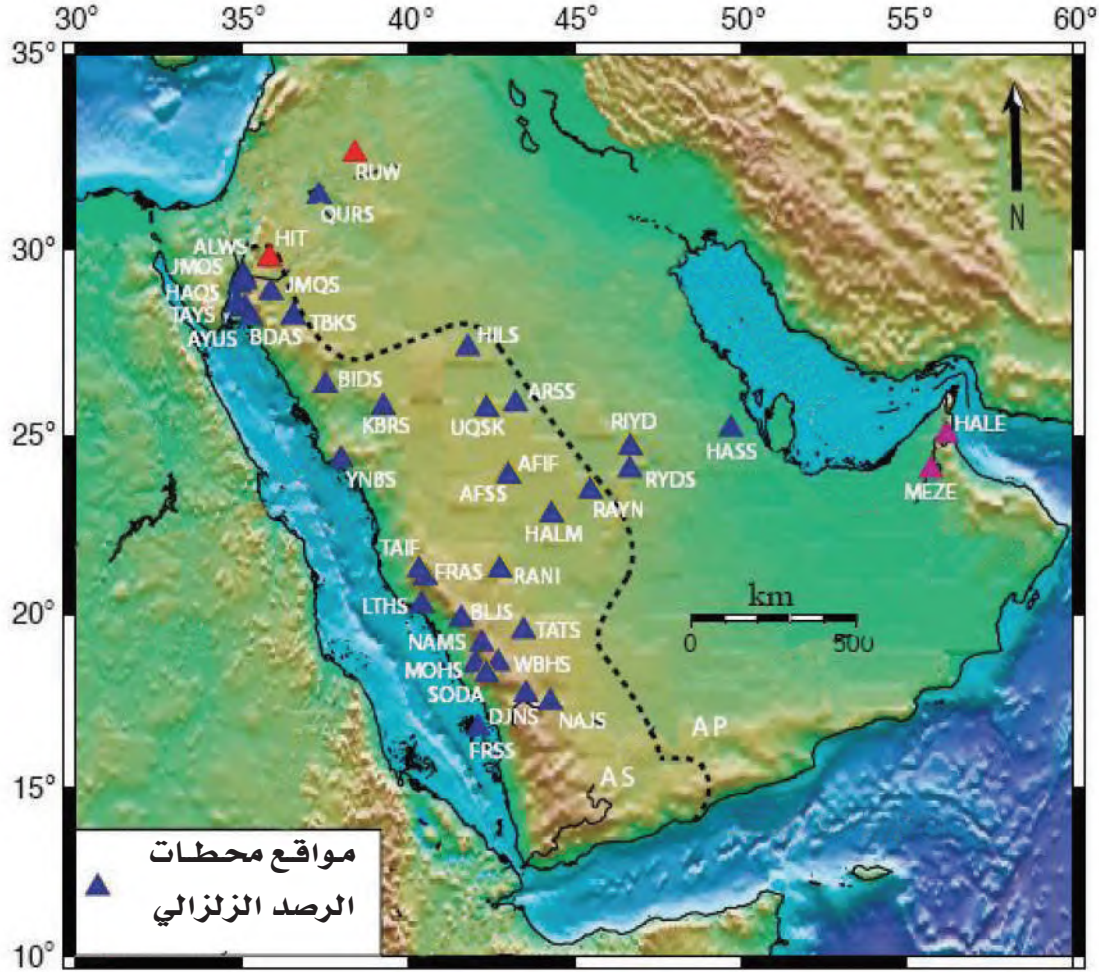 30° 35° 40° 45° 50° 55° 60°
35°
30°
25°
20°
15°
10°
N
RUW
QURS
HIT
ALWS
JMOS
JMQS
HAQS
TAYS
TBKS
AYUS
BDAS
HILS
BIDS
ARSS
KBRS
UQSK
RIYD
HASS
HALE
YNBS
AFIF
RYDS
MEZE
AFSS
RAYN
HALM
TAIF
FRAS
RANI
LTHS
BLJS
TATS
km
0 500
NAMS
MOHS
WBHS
SODA
DJNS
NAJS
FRSS
AP
AS
مواقع محطات
الرصد الزلزالي